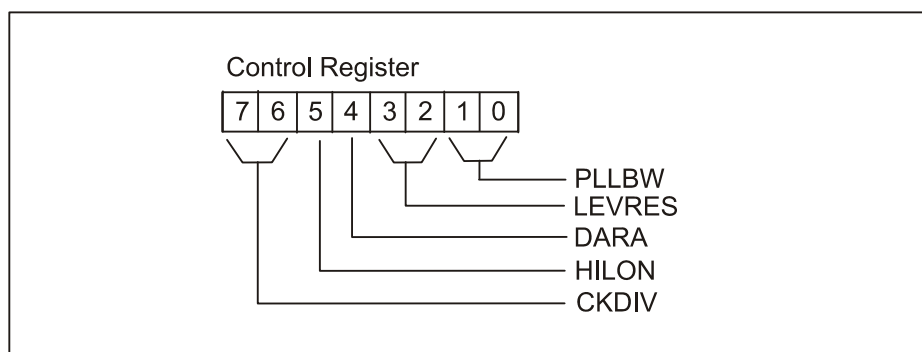 Control Register
7 6 5 4 3 2 1 0
PLLBW
LEVRES
DARA
HILON
CKDIV